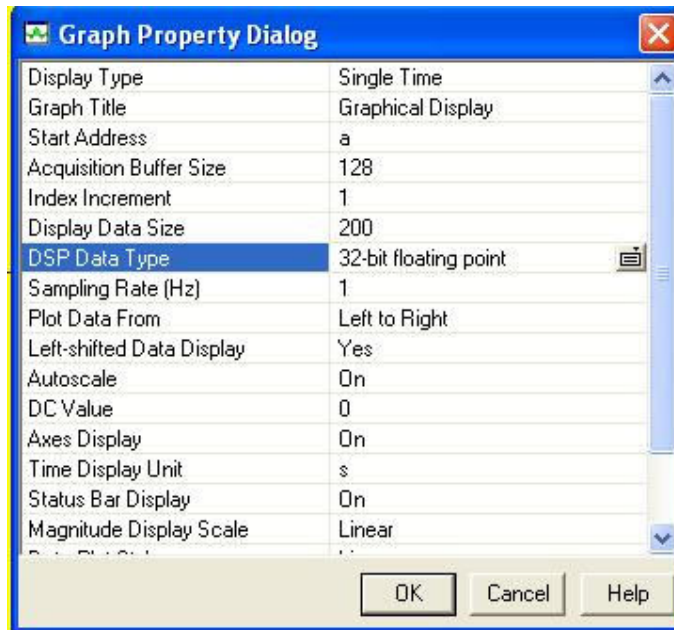 Graph Property Dialog
Display Type Single Time
Graph Title Graphical Display
Start Address a
Acquisition Buffer Size 128
Index Increment 1
Display Data Size 200
DSP Data Type 32-bit floating point
Sampling Rate (Hz) 1
Plot Data From Left to Right
Left-shifted Data Display Yes
Autoscale On
DC Value 0
Axes Display On
Time Display Unit s
Status Bar Display On
Magnitude Display Scale Linear
OK Cancel Help